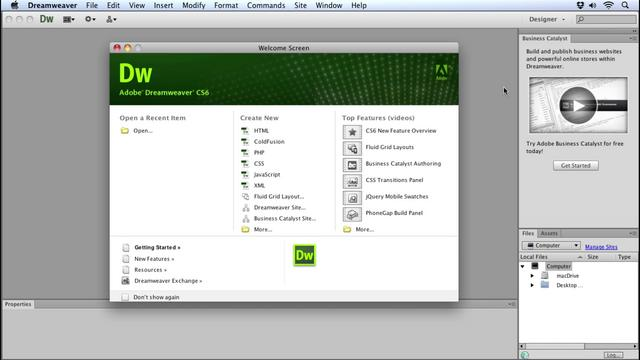 Dreamweaver File Edit View Insert Modify Format Commands Site Window Help
Dw Designer
Welcome Screen
Dw
Adobe Dreamweaver CS6
Adobe
Open a Recent Item
Open...
Create New
HTML
ColdFusion
PHP
CSS
JavaScript
XML
Fluid Grid Layout...
Dreamweaver Site...
Business Catalyst Site...
More...
Top Features (videos)
CS6 New Feature Overview
Fluid Grid Layouts
Business Catalyst Authoring
CSS Transitions Panel
jQuery Mobile Swatches
PhoneGap Build Panel
More...
Getting Started »
New Features »
Resources »
Dreamweaver Exchange »
Dw
Don't show again
Properties
Business Catalyst
Build and publish business websites
and powerful online stores within
Dreamweaver.
Try Adobe Business Catalyst for
free today!
Get Started
Files Assets
Computer Manage Sites
Local Files Size Type
Computer
macDrive
Desktop...
Log...